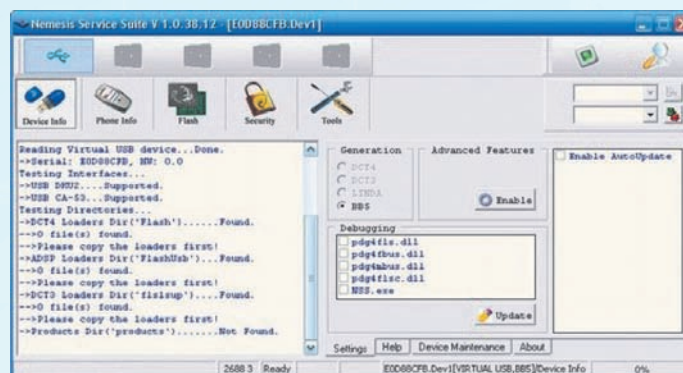 Nemesis Service Suite V 1.0.38.12 - [E0D88CFB.Dev1]
Device Info
Phone Info
Flash
Security
Tools
Reading Virtual USB device...Done.
->Serial: E0D88CFB, HW: 0.0
Testing Interfaces...
->USB DKU2....Supported.
->USB CA-53...Supported.
Testing Directories...
->DCT4 Loaders Dir('Flash')......Found.
-->0 file(s) found.
-->Please copy the loaders first!
->ADSP Loaders Dir('FlashUsb')...Found.
-->0 file(s) found.
-->Please copy the loaders first!
->DCT3 Loaders Dir('flslsup')....Found.
-->0 file(s) found.
-->Please copy the loaders first!
->Products Dir('products').......Not Found.
Generation
DCT4
DCT3
LINDA
BB5
Advanced Features
Enable
Enable AutoUpdate
Debugging
pdg4fls.dll
pdg4fbus.dll
pdg4mbus.dll
pdg4flsc.dll
NSS.exe
Update
Settings
Help
Device Maintenance
About
2688.3
Ready
E0D88CFB.Dev1[VIRTUAL USB,BB5]/Device Info
0%